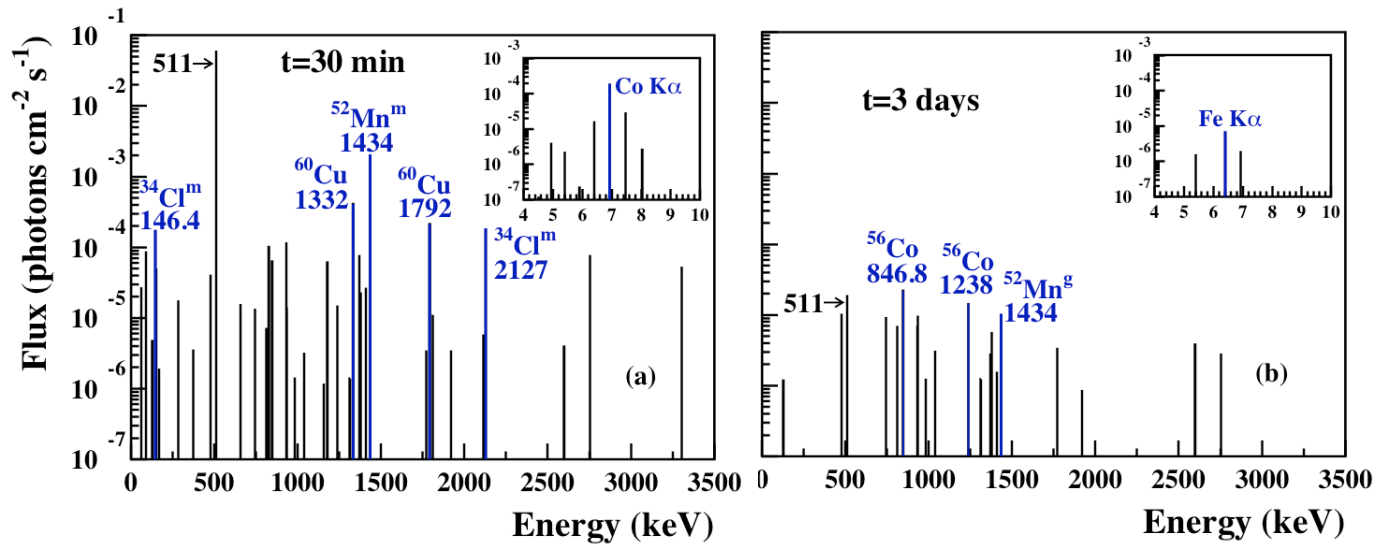 Flux (photons cm⁻² s⁻¹)
10⁻¹
10⁻²
10⁻³
10⁻⁴
10⁻⁵
10⁻⁶
10⁻⁷
511→
t=30 min
³⁴Clᵐ
146.4
⁶⁰Cu
1332
⁵²Mnᵐ
1434
⁶⁰Cu
1792
³⁴Clᵐ
2127
(a)
10⁻³
10⁻⁴
10⁻⁵
10⁻⁶
10⁻⁷
Co Kα
4 5 6 7 8 9 10
0 500 1000 1500 2000 2500 3000 3500
Energy (keV)
t=3 days
511→
⁵⁶Co
846.8
⁵⁶Co
1238
⁵²Mnᵍ
1434
(b)
10⁻³
10⁻⁴
10⁻⁵
10⁻⁶
10⁻⁷
Fe Kα
4 5 6 7 8 9 10
0 500 1000 1500 2000 2500 3000 3500
Energy (keV)